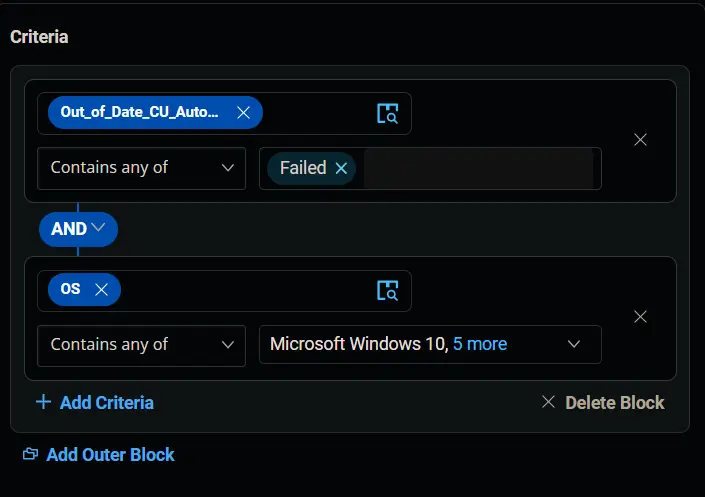 Criteria
Out_of_Date_CU_Auto...
Contains any of
Failed
AND
OS
Contains any of
Microsoft Windows 10, 5 more
Add Criteria
Delete Block
Add Outer Block